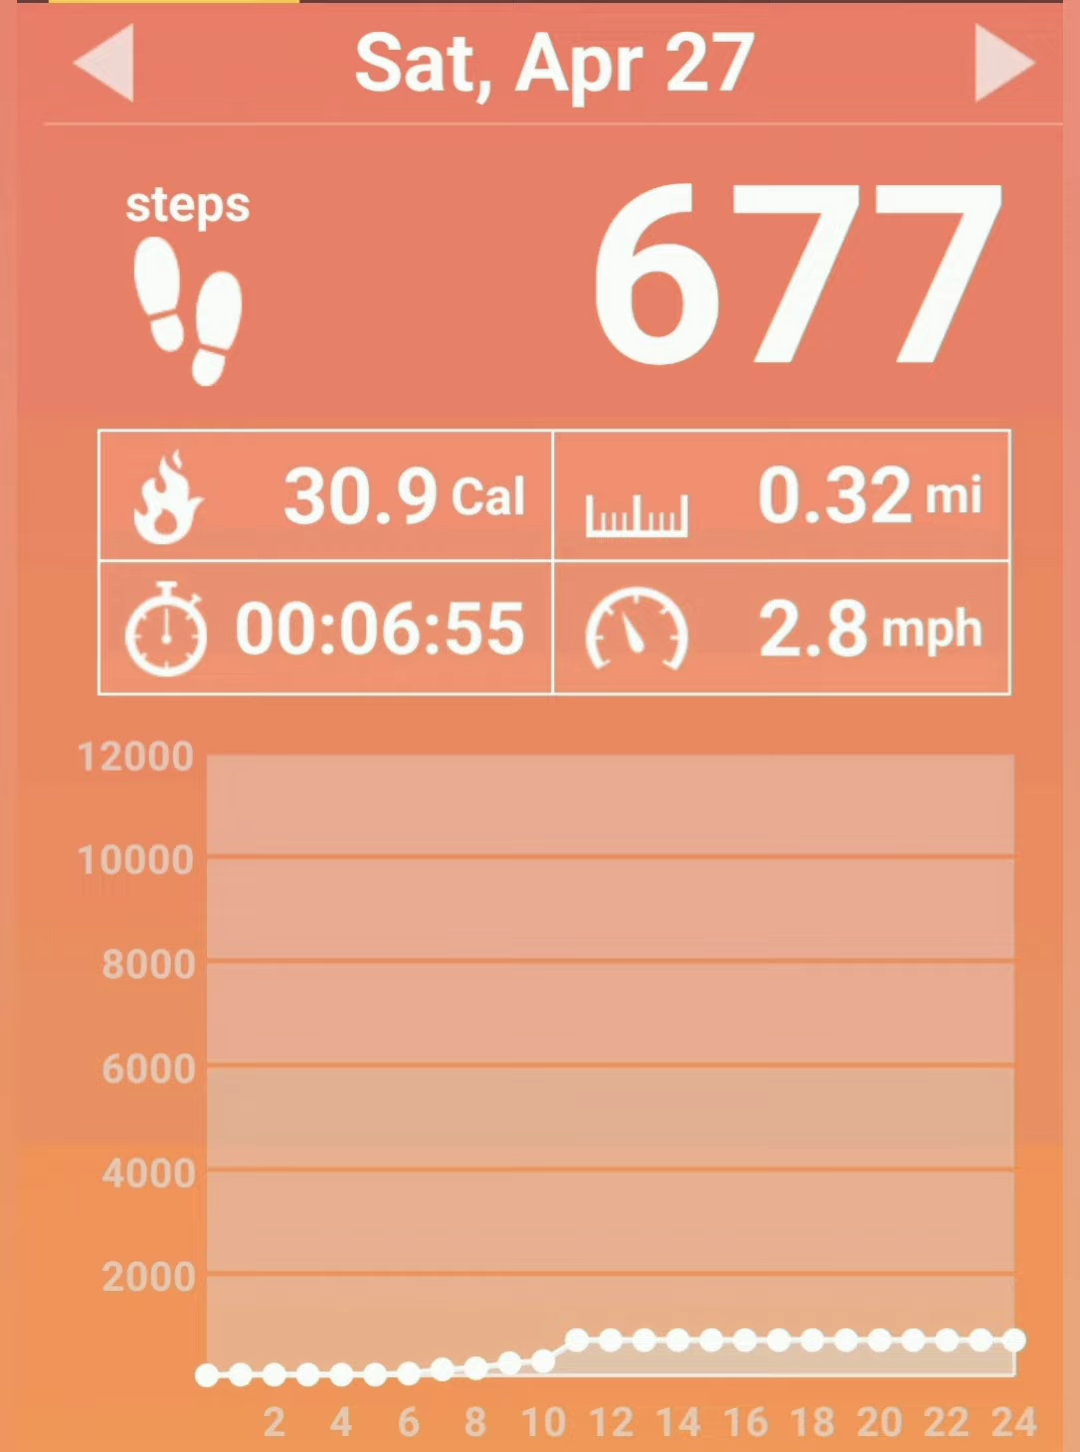 Sat, Apr 27
steps
677
30.9 Cal
0.32 mi
00:06:55
2.8 mph
12000
10000
8000
6000
4000
2000
2 4 6 8 10 12 14 16 18 20 22 24